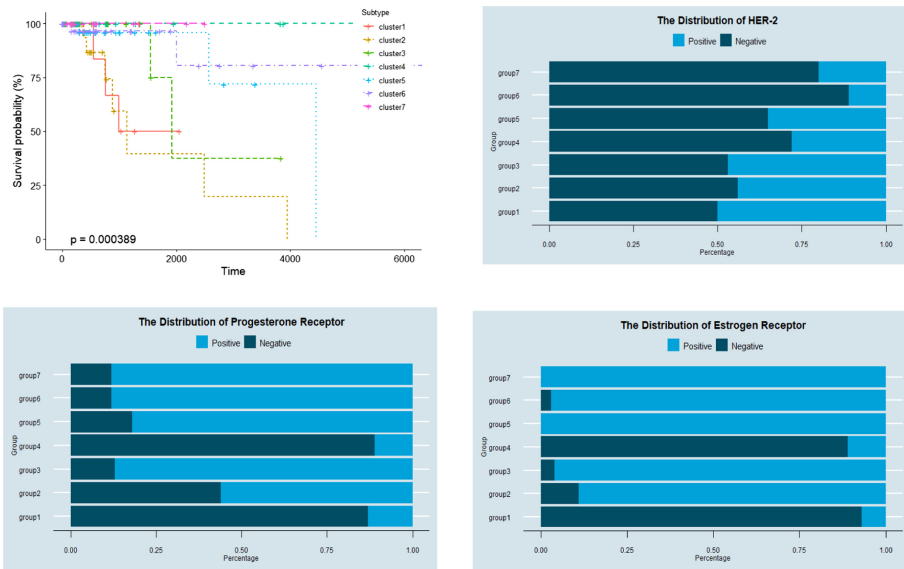 Subtype
cluster1
cluster2
cluster3
cluster4
cluster5
cluster6
cluster7
Survival probability (%)
100
75
50
25
0
p = 0.000389
0 2000 4000 6000
Time
The Distribution of HER-2
Positive Negative
Group
group7
group6
group5
group4
group3
group2
group1
0.00 0.25 0.50 0.75 1.00
Percentage
The Distribution of Progesterone Receptor
Positive Negative
Group
group7
group6
group5
group4
group3
group2
group1
0.00 0.25 0.50 0.75 1.00
Percentage
The Distribution of Estrogen Receptor
Positive Negative
Group
group7
group6
group5
group4
group3
group2
group1
0.00 0.25 0.50 0.75 1.00
Percentage